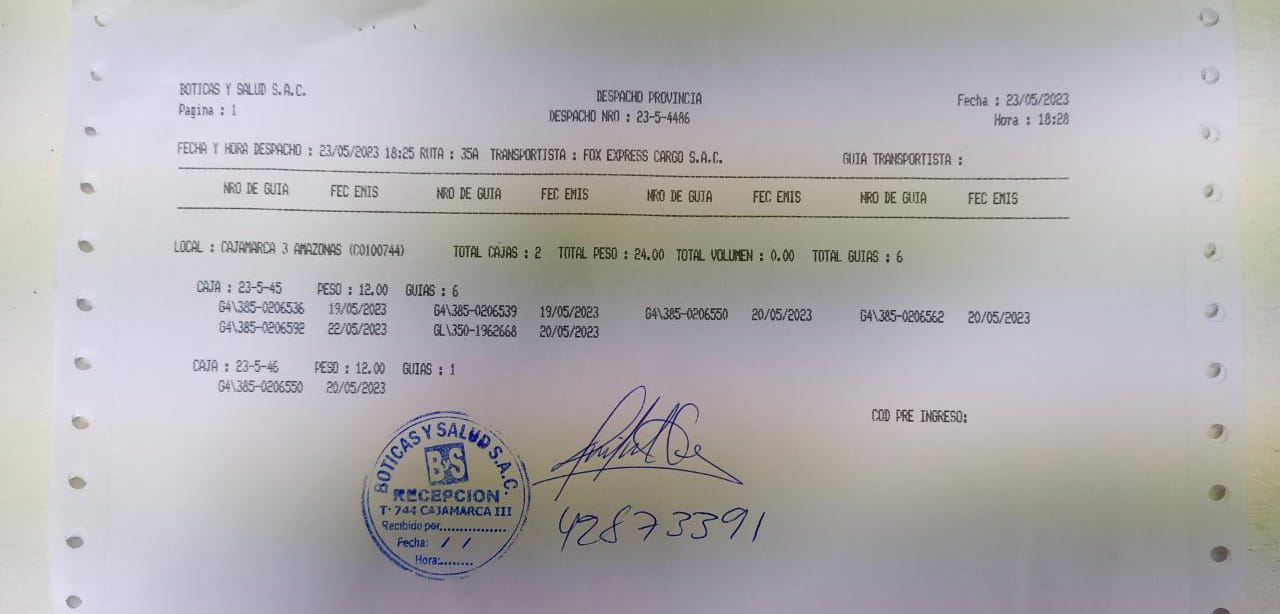 BOTICAS Y SALUD S.A.C.
DESPACHO PROVINCIA
Fecha : 23/05/2023
Pagina : 1
DESPACHO NRO : 23-5-4486
Hora : 18:28
FECHA Y HORA DESPACHO : 23/05/2023 18:25 RUTA : 35A TRANSPORTISTA : FOX EXPRESS CARGO S.A.C. GUIA TRANSPORTISTA :
NRO DE GUIA FEC EMIS NRO DE GUIA FEC EMIS NRO DE GUIA FEC EMIS NRO DE GUIA FEC EMIS
LOCAL : CAJAMARCA 3 AMAZONAS (C0100744) TOTAL CAJAS : 2 TOTAL PESO : 24.00 TOTAL VOLUMEN : 0.00 TOTAL GUIAS : 6
CAJA : 23-5-45 PESO : 12.00 GUIAS : 6
G4\385-0206536 19/05/2023 G4\385-0206539 19/05/2023 G4\385-0206550 20/05/2023 G4\385-0206562 20/05/2023
G4\385-0206592 22/05/2023 GL\350-1962668 20/05/2023
CAJA : 23-5-46 PESO : 12.00 GUIAS : 1
G4\385-0206550 20/05/2023
COD PRE INGRESO:
BOTICAS Y SALUD S.A.C.
B&S
RECEPCION
T-744 CAJAMARCA III
Recibido por................
Fecha: / /
Hora:........
42873391